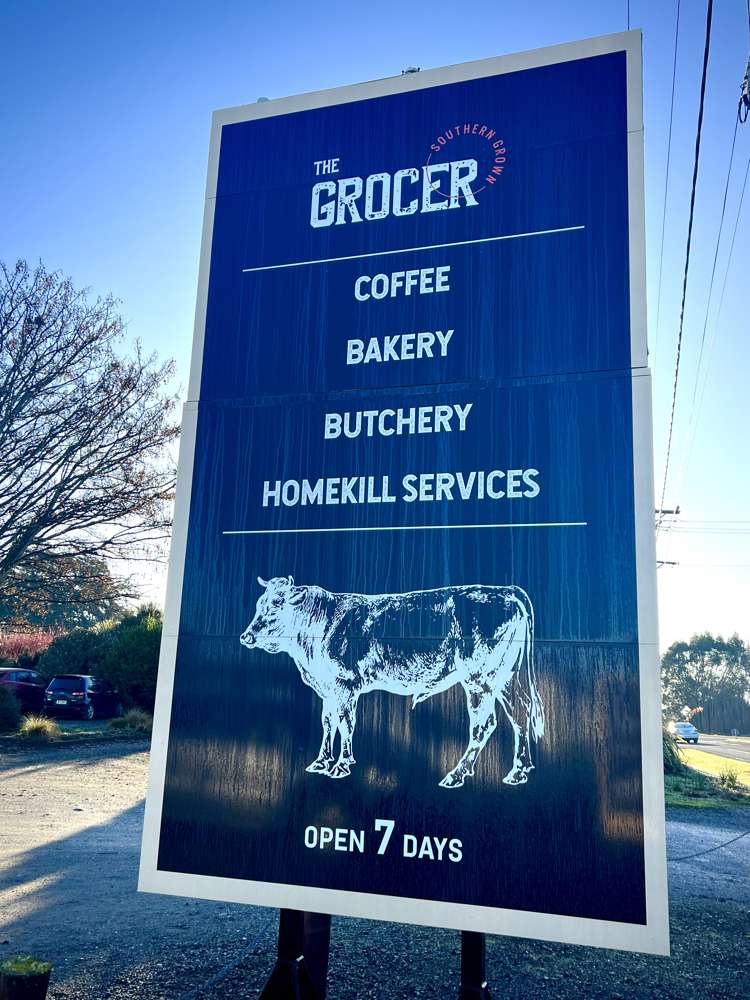 THE
GROCER
SOUTHERN GROWN
COFFEE
BAKERY
BUTCHERY
HOMEKILL SERVICES
OPEN 7 DAYS